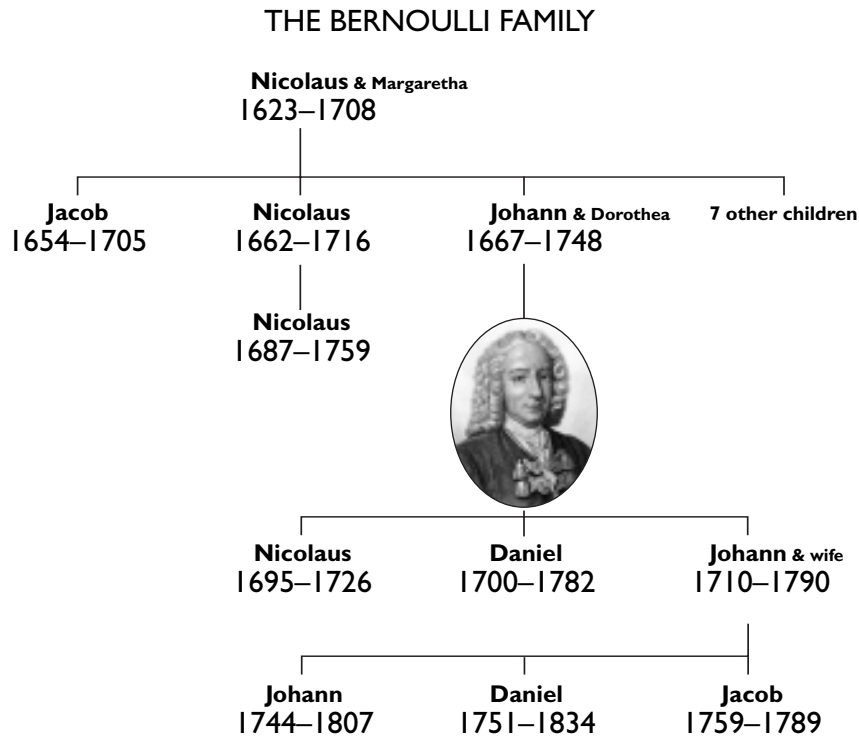 THE BERNOULLI FAMILY
Nicolaus & Margaretha
1623–1708
Jacob
1654–1705
Nicolaus
1662–1716
Johann & Dorothea
1667–1748
7 other children
Nicolaus
1687–1759
Nicolaus
1695–1726
Daniel
1700–1782
Johann & wife
1710–1790
Johann
1744–1807
Daniel
1751–1834
Jacob
1759–1789